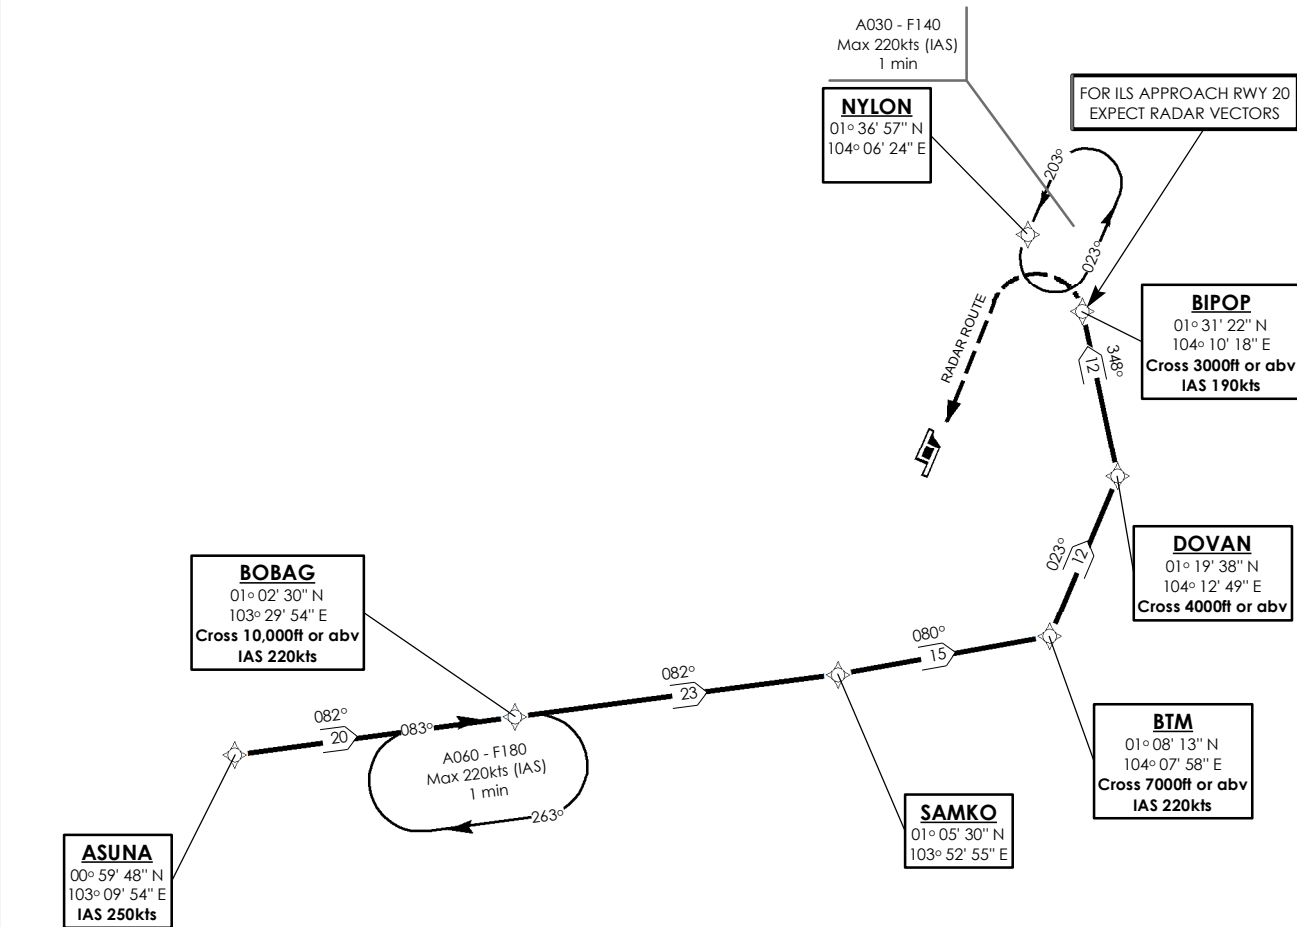 A030 - F140
Max 220kts (IAS)
1 min
NYLON
01° 36' 57" N
104° 06' 24" E
FOR ILS APPROACH RWY 20
EXPECT RADAR VECTORS
203°
023°
RADAR ROUTE
BIPOP
01° 31' 22" N
104° 10' 18" E
Cross 3000ft or abv
IAS 190kts
348°
12
DOVAN
01° 19' 38" N
104° 12' 49" E
Cross 4000ft or abv
023°
12
BOBAG
01° 02' 30" N
103° 29' 54" E
Cross 10,000ft or abv
IAS 220kts
080°
15
082°
23
082°
20
083°
A060 - F180
Max 220kts (IAS)
1 min
263°
BTM
01° 08' 13" N
104° 07' 58" E
Cross 7000ft or abv
IAS 220kts
SAMKO
01° 05' 30" N
103° 52' 55" E
ASUNA
00° 59' 48" N
103° 09' 54" E
IAS 250kts